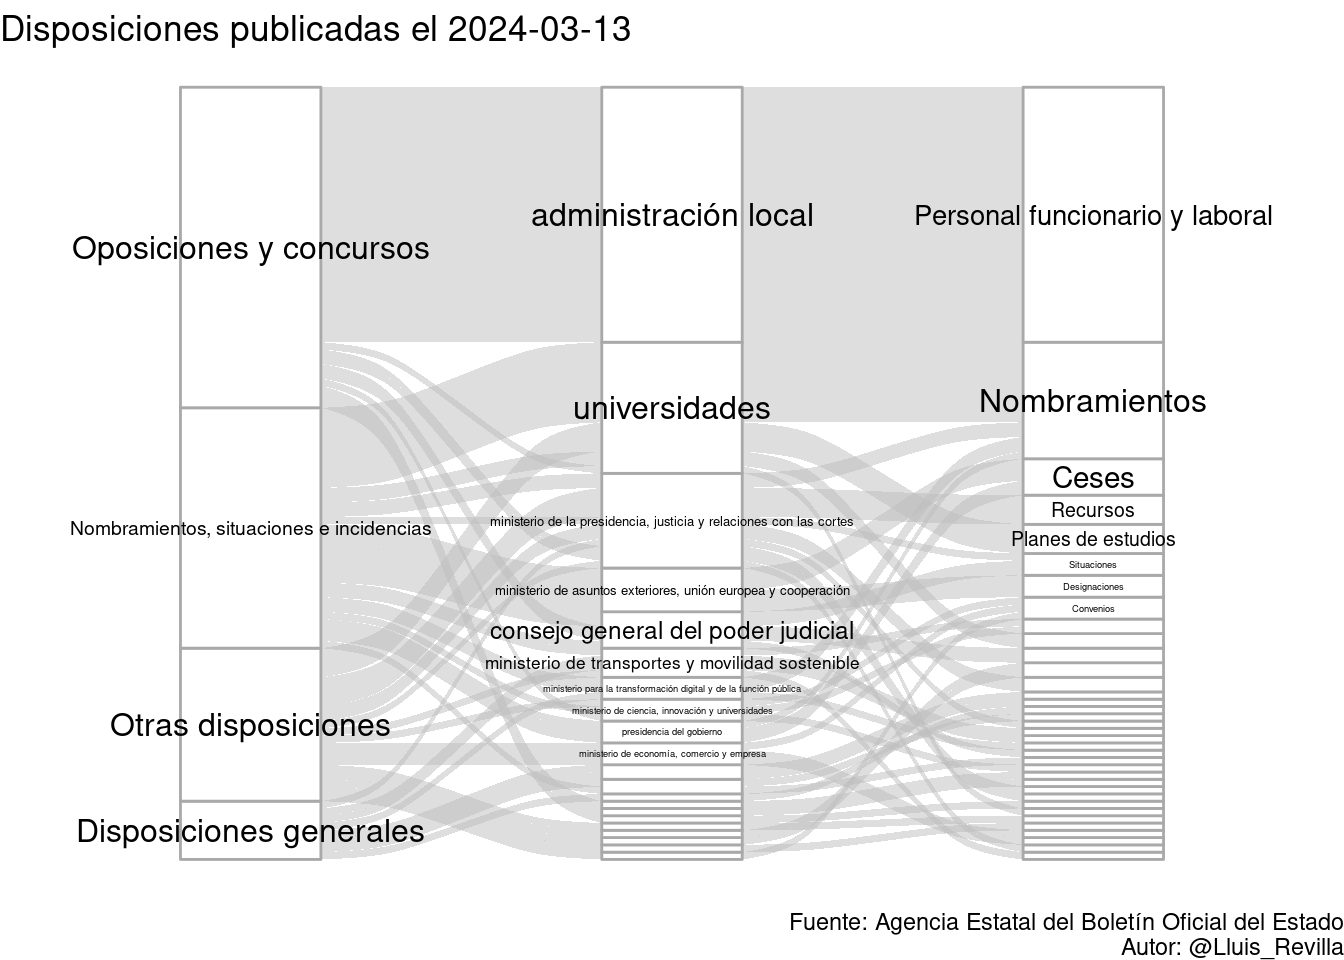 Disposiciones publicadas el 2024-03-13
Oposiciones y concursos
Nombramientos, situaciones e incidencias
Otras disposiciones
Disposiciones generales
administración local
universidades
ministerio de la presidencia, justicia y relaciones con las cortes
ministerio de asuntos exteriores, unión europea y cooperación
consejo general del poder judicial
ministerio de transportes y movilidad sostenible
ministerio para la transformación digital y de la función pública
ministerio de ciencia, innovación y universidades
presidencia del gobierno
ministerio de economía, comercio y empresa
Personal funcionario y laboral
Nombramientos
Ceses
Recursos
Planes de estudios
Situaciones
Designaciones
Convenios
Fuente: Agencia Estatal del Boletín Oficial del Estado
Autor: @Lluis_Revilla